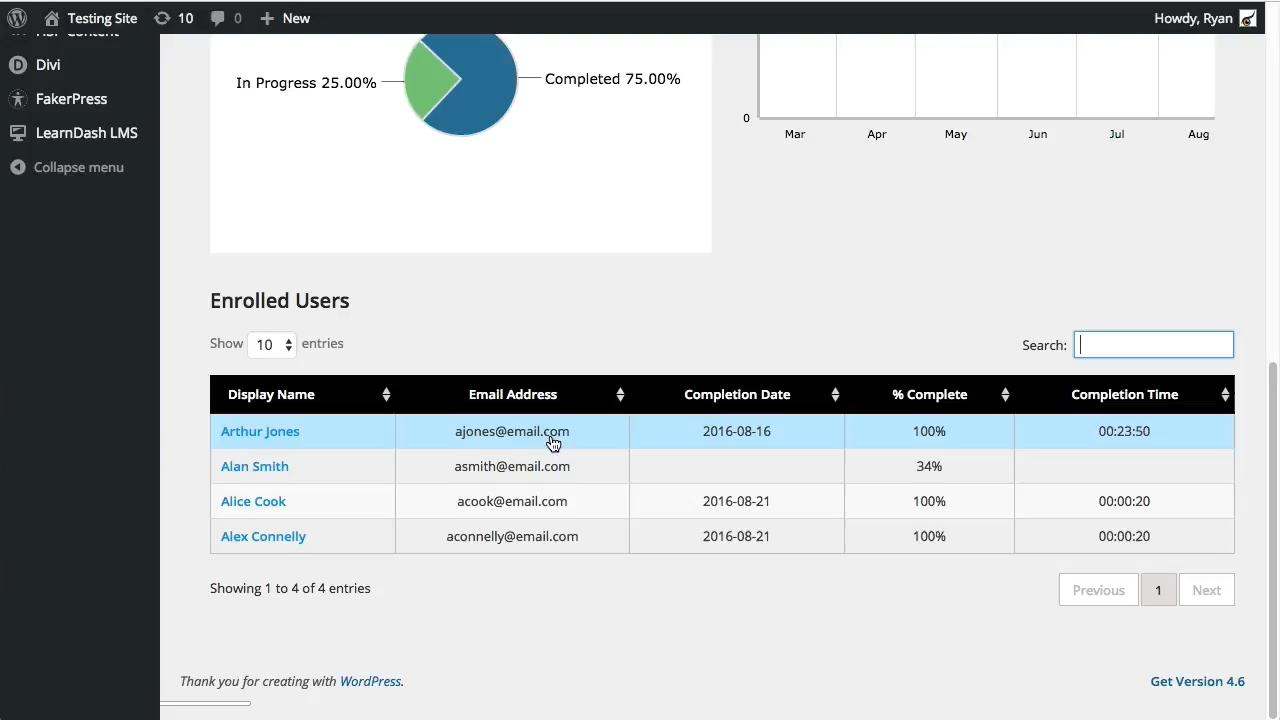 Testing Site 10 0 New Howdy, Ryan
Divi
FakerPress
LearnDash LMS
Collapse menu
In Progress 25.00% Completed 75.00%
0
Mar Apr May Jun Jul Aug
Enrolled Users
Show 10 entries Search:
Display Name Email Address Completion Date % Complete Completion Time
Arthur Jones ajones@email.com 2016-08-16 100% 00:23:50
Alan Smith asmith@email.com 34%
Alice Cook acook@email.com 2016-08-21 100% 00:00:20
Alex Connelly aconnelly@email.com 2016-08-21 100% 00:00:20
Showing 1 to 4 of 4 entries Previous 1 Next
Thank you for creating with WordPress. Get Version 4.6